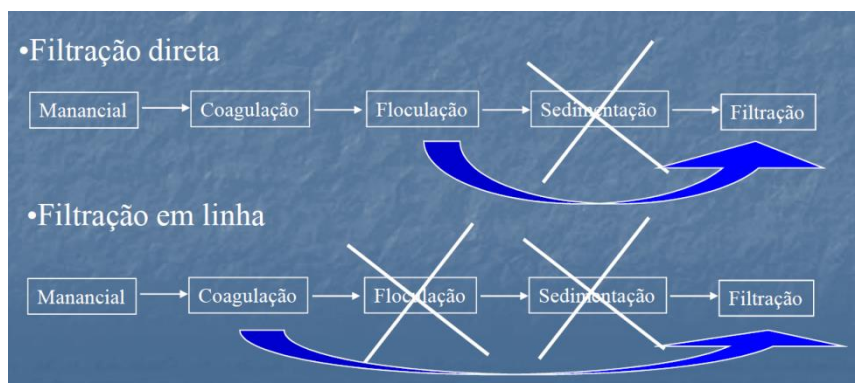 •Filtração direta
Manancial Coagulação Floculação Sedimentação Filtração
•Filtração em linha
Manancial Coagulação Floculação Sedimentação Filtração